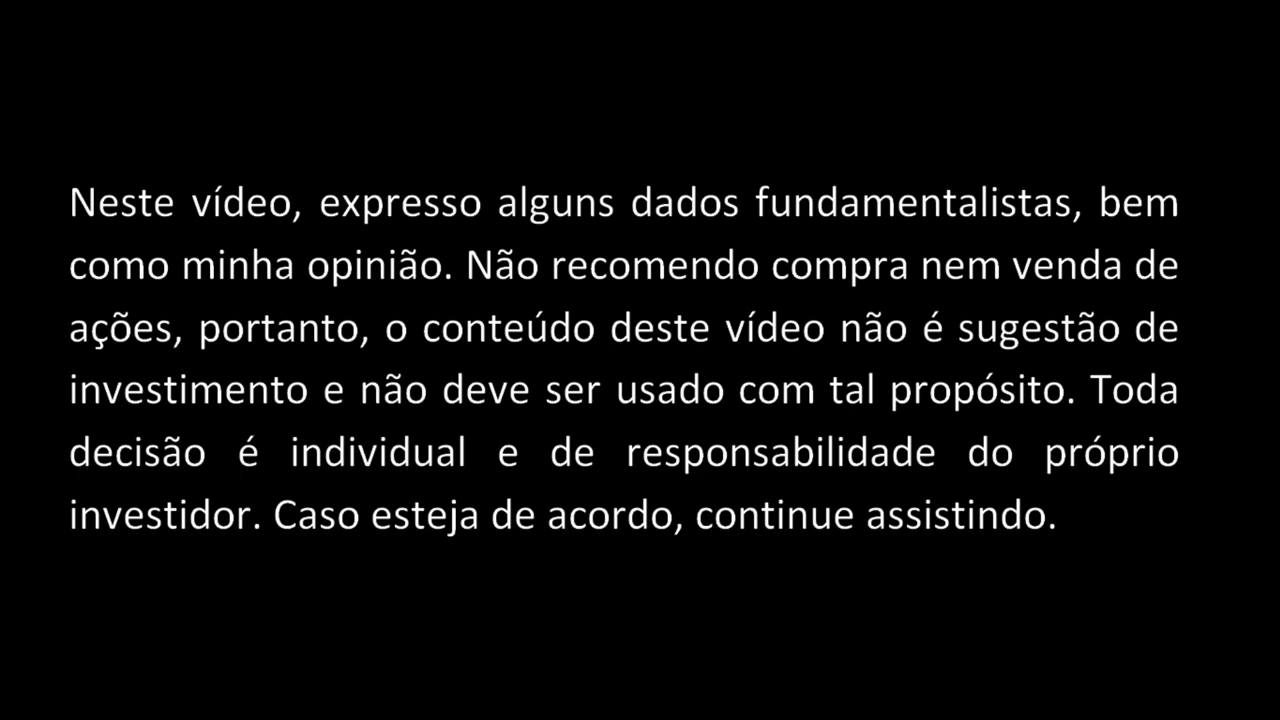 Neste vídeo, expresso alguns dados fundamentalistas, bem
como minha opinião. Não recomendo compra nem venda de
ações, portanto, o conteúdo deste vídeo não é sugestão de
investimento e não deve ser usado com tal propósito. Toda
decisão é individual e de responsabilidade do próprio
investidor. Caso esteja de acordo, continue assistindo.